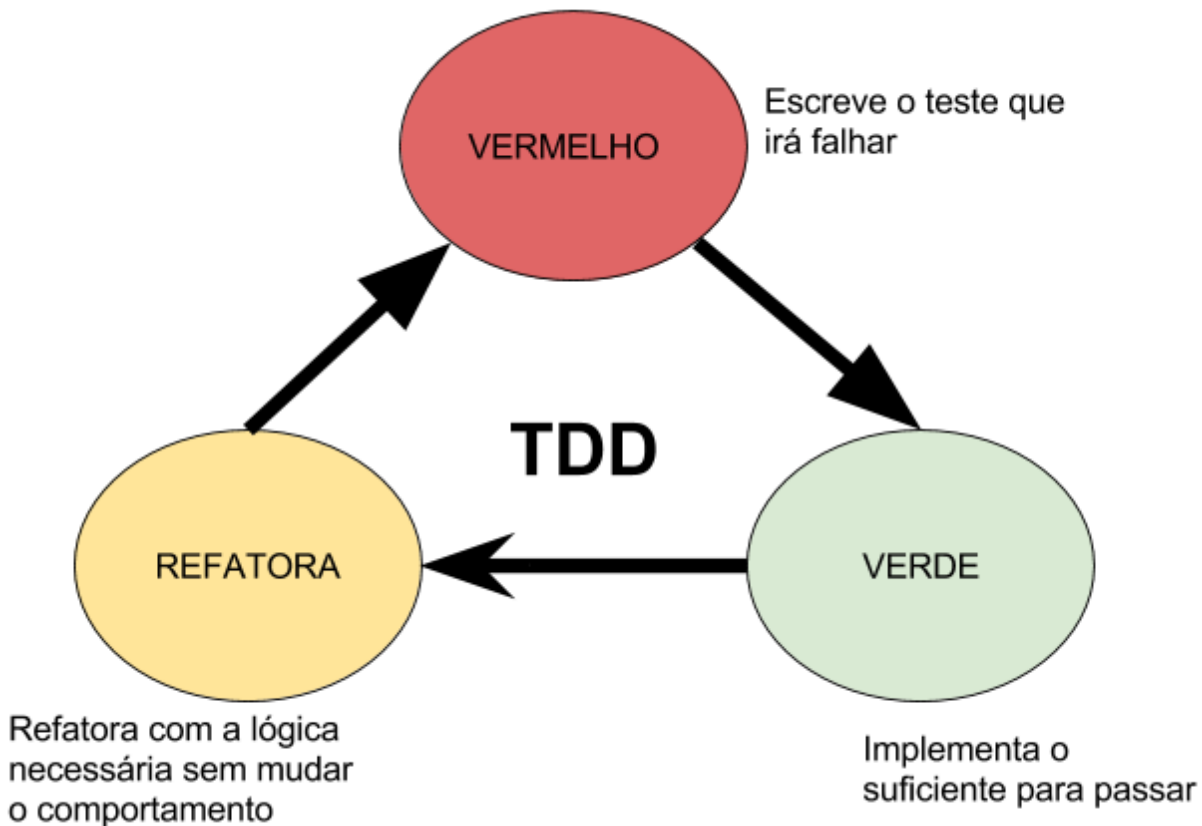 VERMELHO
Escreve o teste que
irá falhar
TDD
REFATORA
VERDE
Refatora com a lógica
necessária sem mudar
o comportamento
Implementa o
suficiente para passar